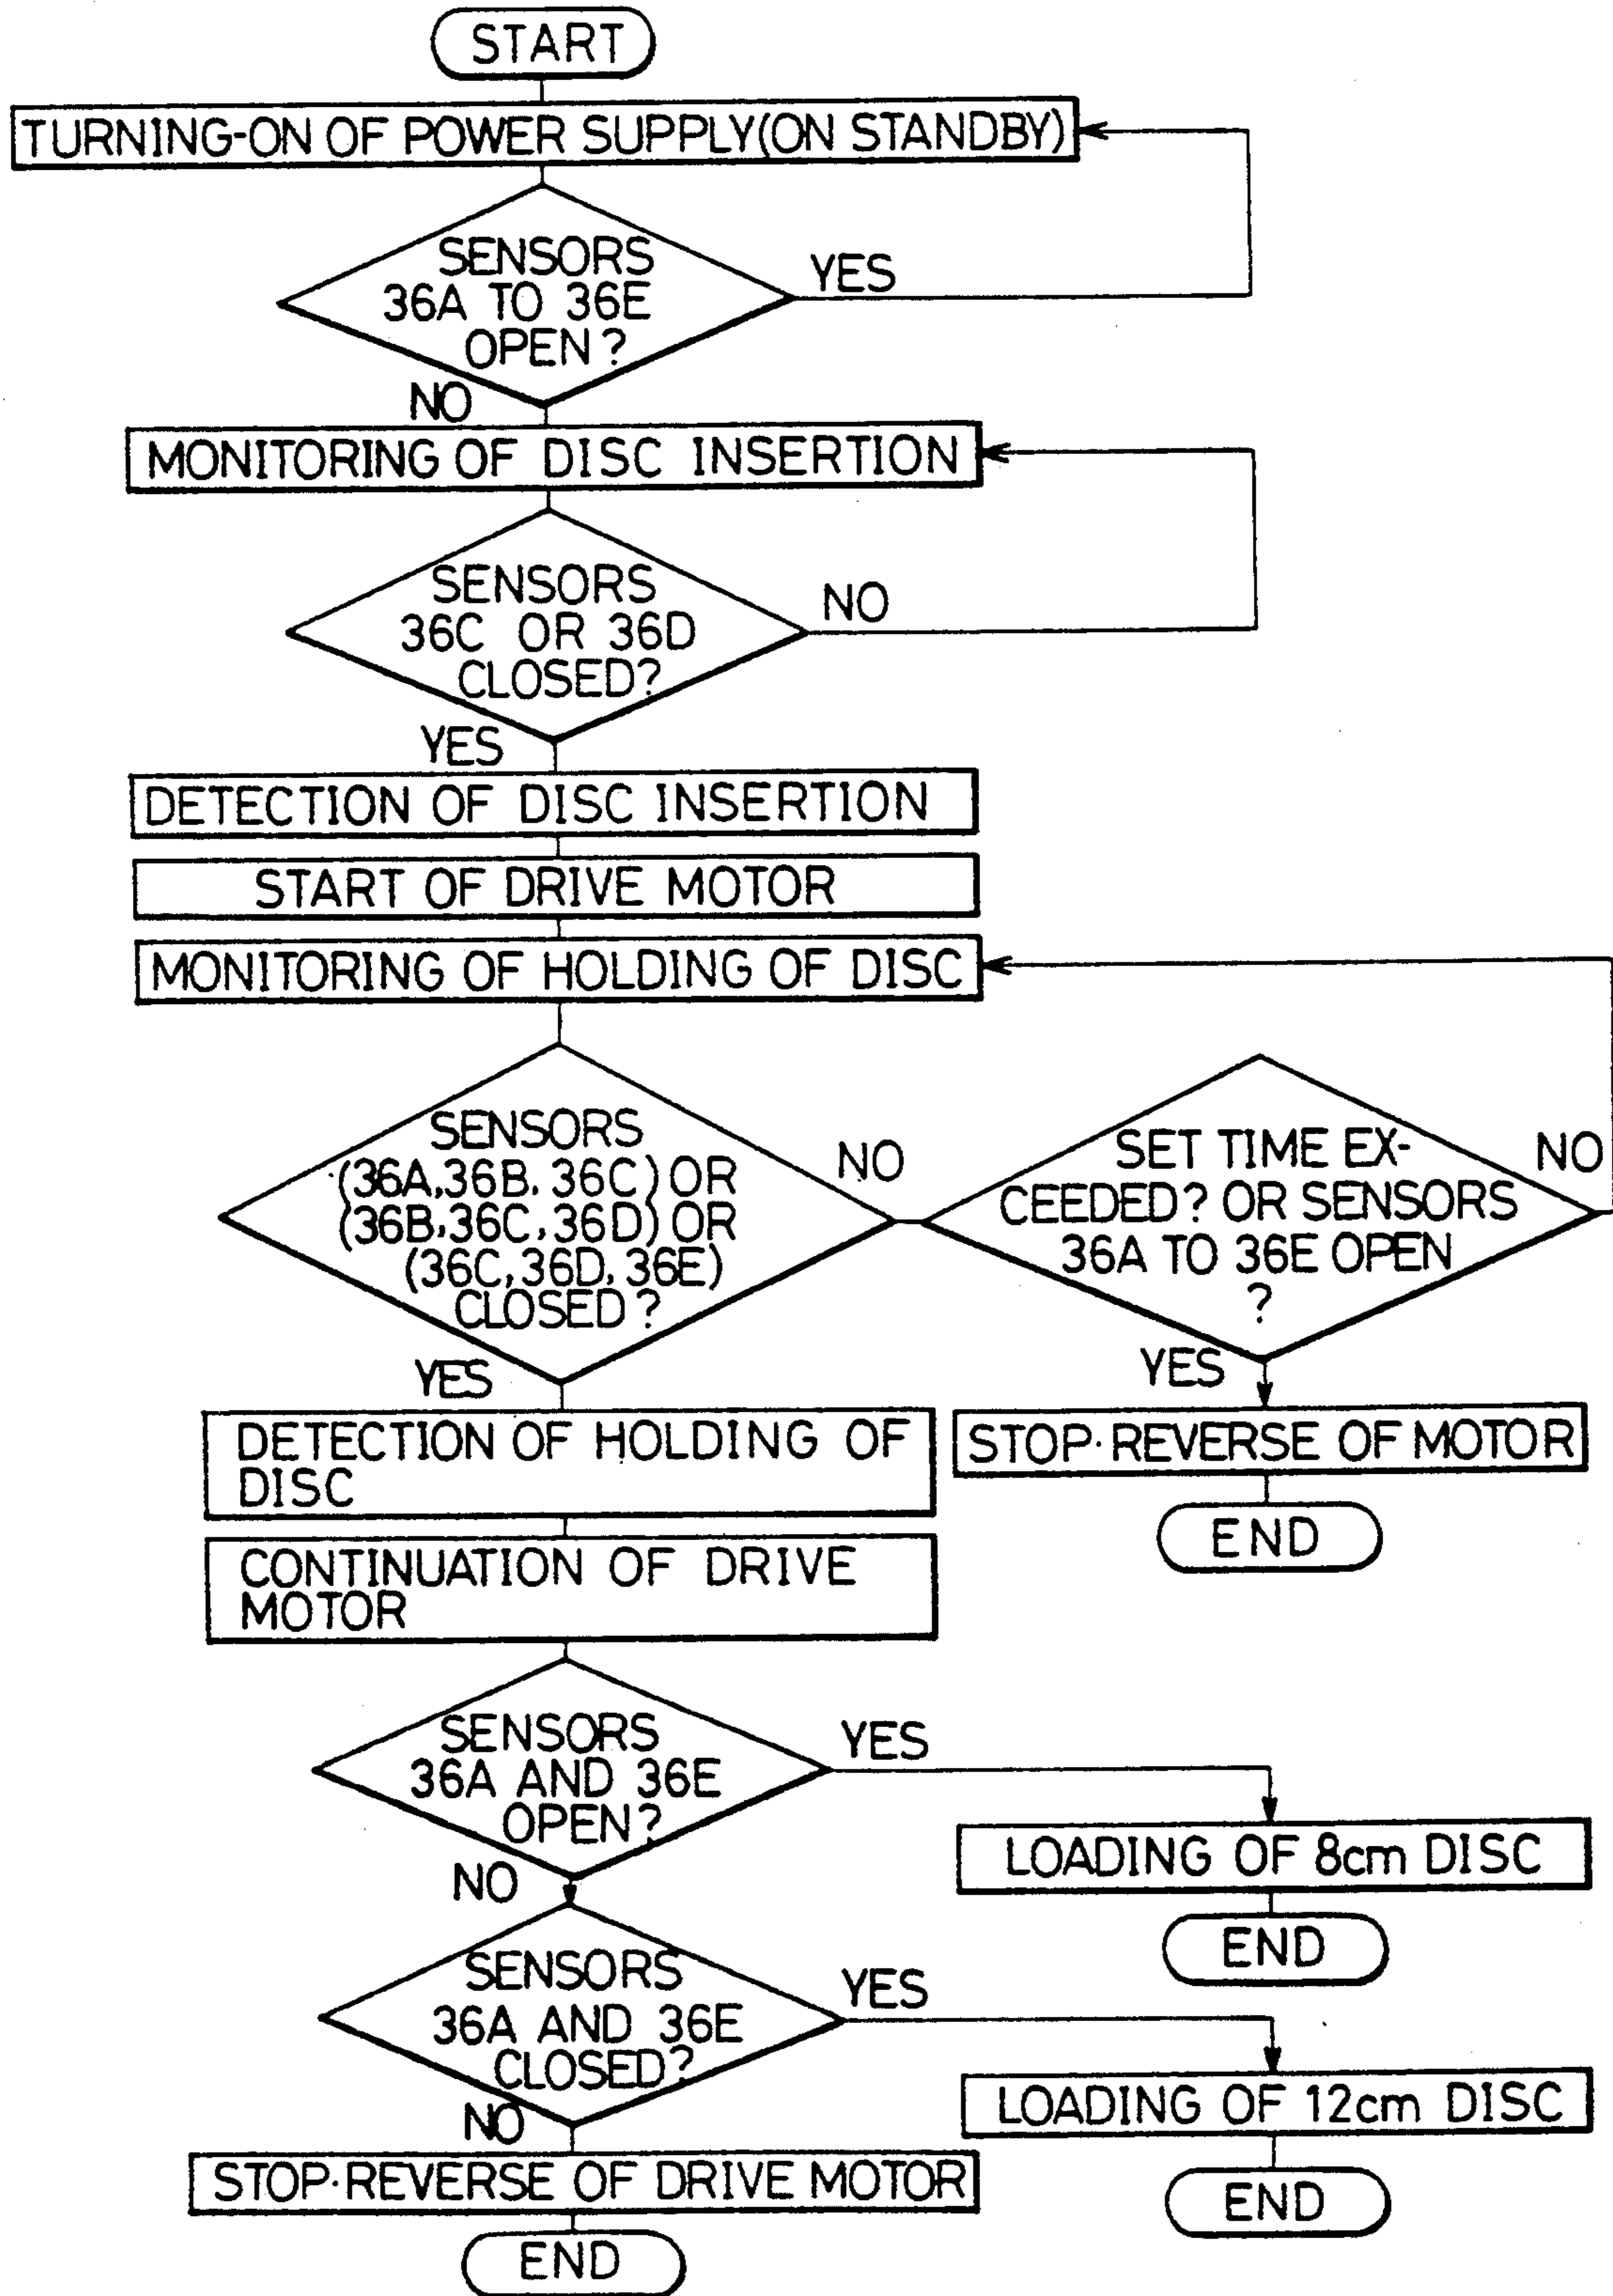 START
TURNING-ON OF POWER SUPPLY(ON STANDBY)
SENSORS
36A TO 36E
OPEN?
YES
NO
MONITORING OF DISC INSERTION
SENSORS
36C OR 36D
CLOSED?
NO
YES
DETECTION OF DISC INSERTION
START OF DRIVE MOTOR
MONITORING OF HOLDING OF DISC
SENSORS
(36A,36B.36C) OR
(36B,36C,36D) OR
(36C,36D.36E)
CLOSED?
NO
SET TIME EX-
CEEDED? OR SENSORS
36A TO 36E OPEN
?
NO
YES
STOP·REVERSE OF MOTOR
END
YES
DETECTION OF HOLDING OF
DISC
CONTINUATION OF DRIVE
MOTOR
SENSORS
36A AND 36E
OPEN?
YES
LOADING OF 8cm DISC
END
NO
SENSORS
36A AND 36E
CLOSED?
YES
LOADING OF 12cm DISC
END
NO
STOP·REVERSE OF DRIVE MOTOR
END